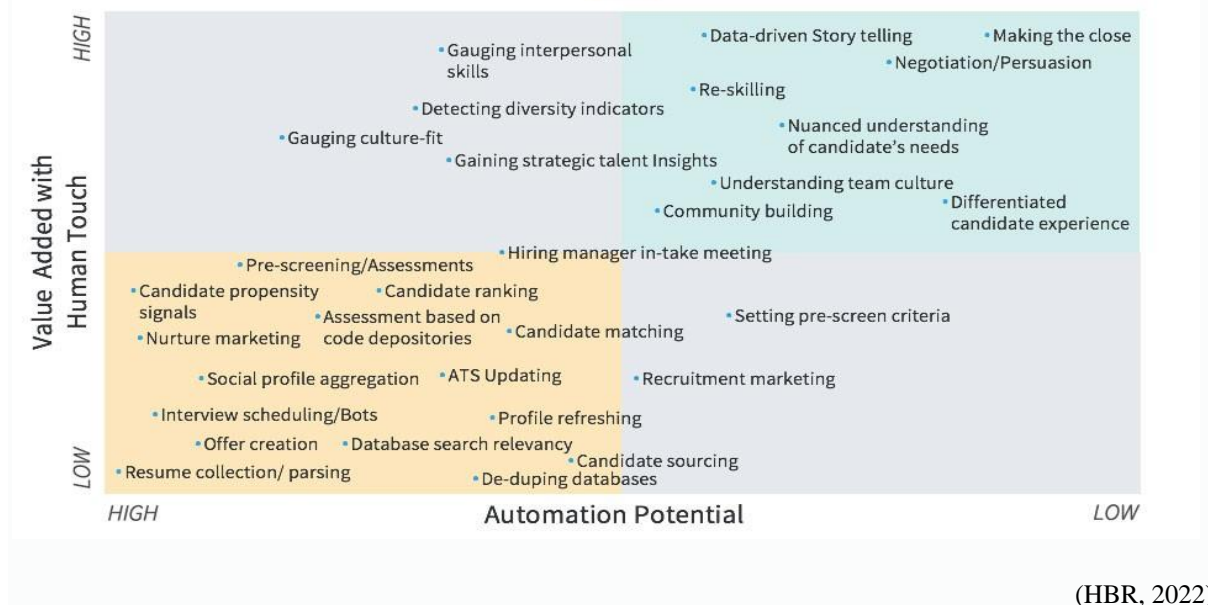 HIGH
Value Added with
Human Touch
LOW
• Data-driven Story telling
• Making the close
• Gauging interpersonal
skills
• Negotiation/Persuasion
• Re-skilling
• Detecting diversity indicators
• Nuanced understanding
of candidate's needs
• Gauging culture-fit
• Gaining strategic talent Insights
• Understanding team culture
• Differentiated
candidate experience
• Community building
• Hiring manager in-take meeting
• Pre-screening/Assessments
• Candidate propensity
signals
• Candidate ranking
• Assessment based on
code depositories
• Setting pre-screen criteria
• Candidate matching
• Nurture marketing
• Social profile aggregation
• ATS Updating
• Recruitment marketing
• Interview scheduling/Bots
• Profile refreshing
• Offer creation
• Database search relevancy
• Candidate sourcing
• Resume collection/ parsing
• De-duping databases
HIGH
Automation Potential
LOW
(HBR, 2022)